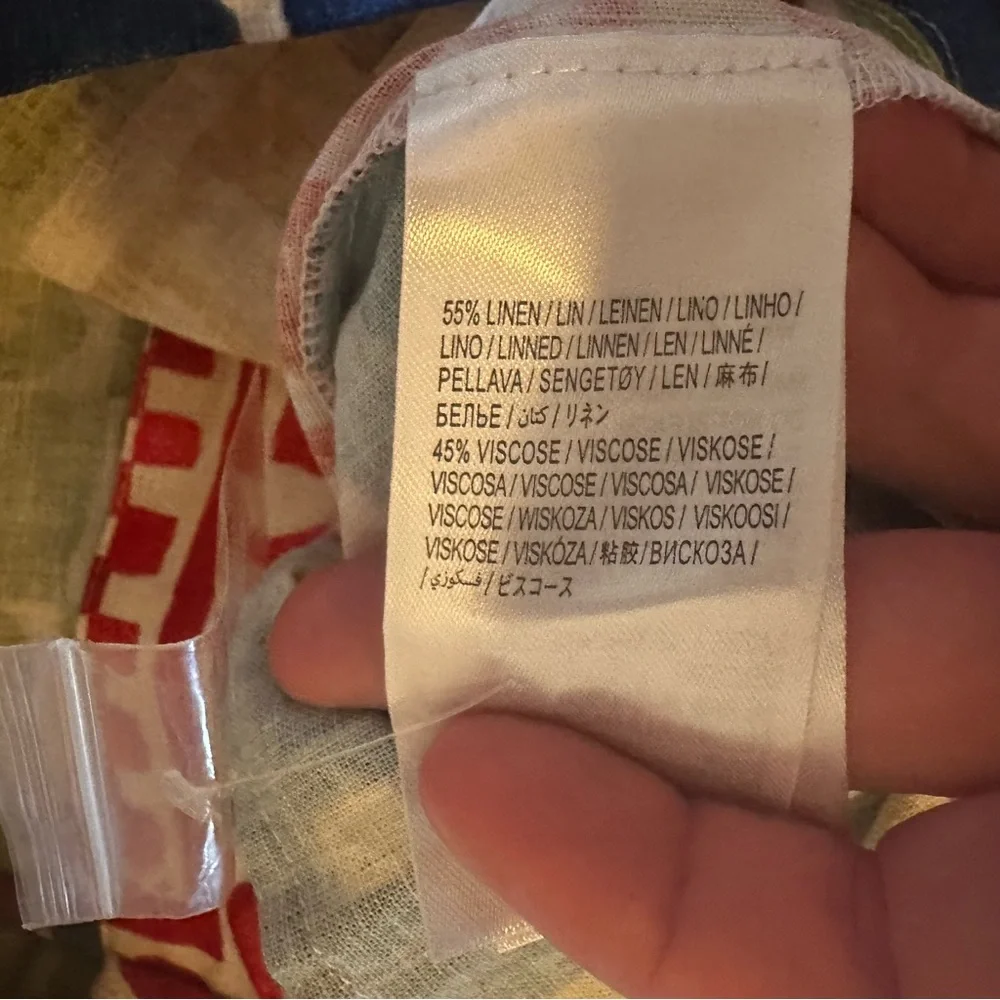 55% LINEN / LIN / LEINEN / LINO / LINHO /
LINO / LINNED / LINNEN / LEN / LINNÉ /
PELLAVA / SENGETØY / LEN / 麻布 /
БЕЛЬЕ / كتان / リネン
45% VISCOSE / VISCOSE / VISKOSE /
VISCOSA / VISCOSE / VISCOSA / VISKOSE /
VISCOSE / WISKOZA / VISKOS / VISKOOSI /
VISKOSE / VISKÓZA / 粘胶 / ВИСКОЗА /
/ فسكوزي / ビスコース